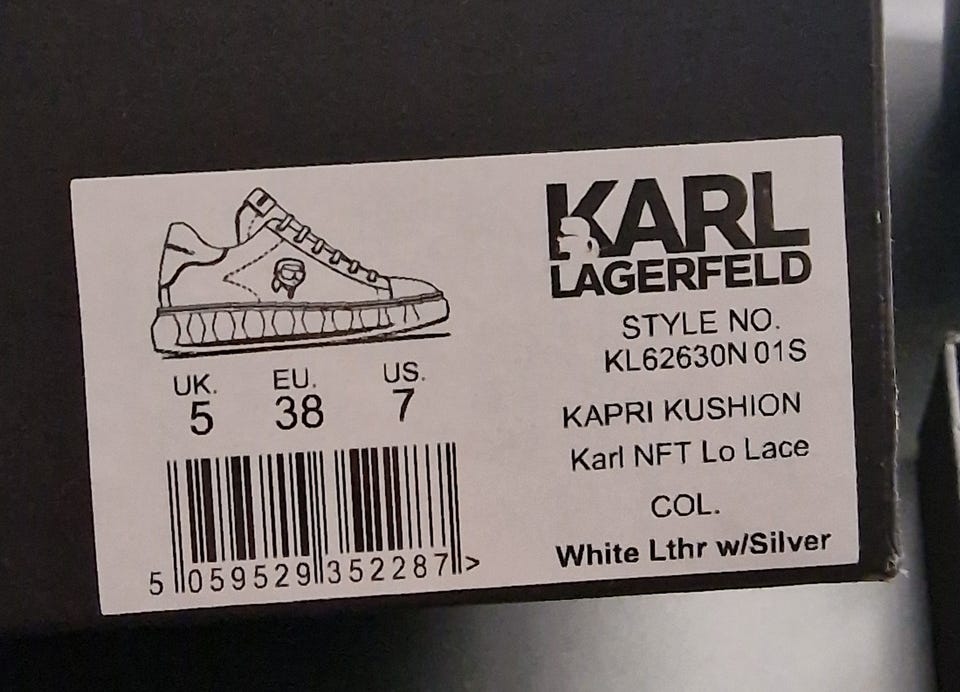 KARL
LAGERFELD
STYLE NO.
KL62630N 01S
KAPRI KUSHION
Karl NFT Lo Lace
COL.
White Lthr w/Silver
UK. EU. US.
5 38 7
5 059529 352287 >